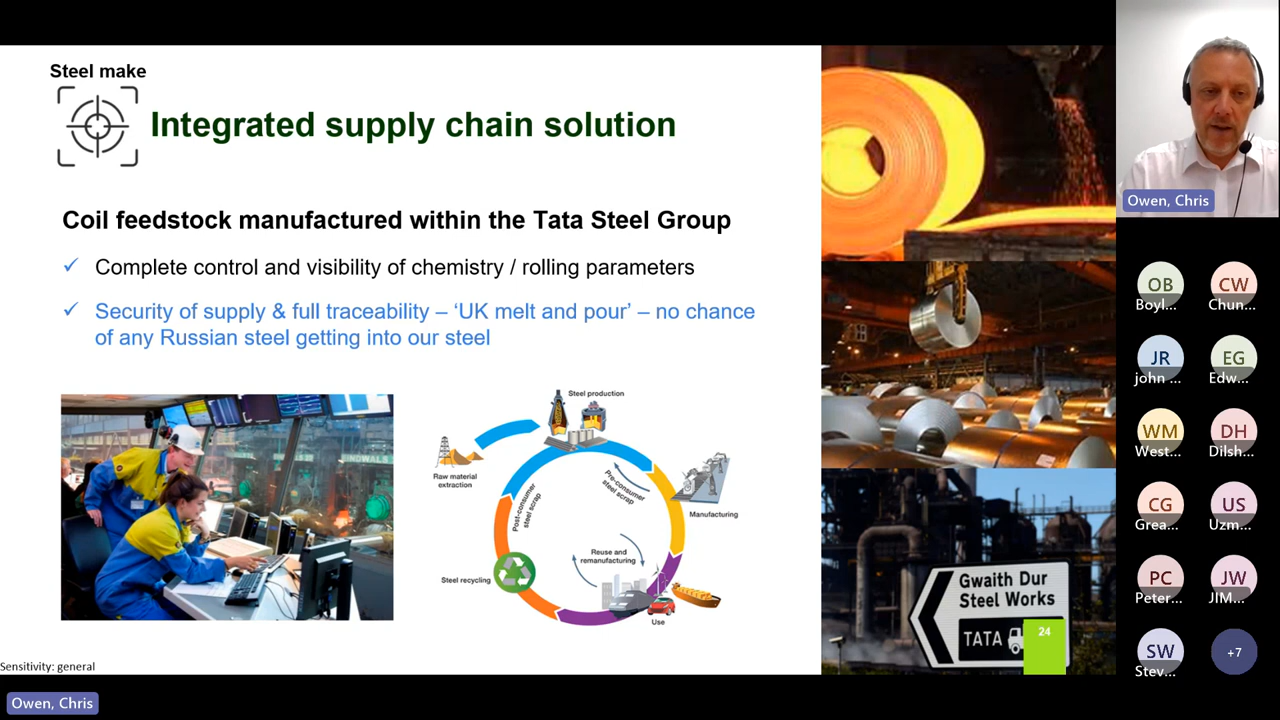 Steel make
Integrated supply chain solution
Coil feedstock manufactured within the Tata Steel Group
✓ Complete control and visibility of chemistry / rolling parameters
✓ Security of supply & full traceability – ‘UK melt and pour’ – no chance
of any Russian steel getting into our steel
Steel production
Raw material
extraction
Pre-consumer
steel scrap
Post-consumer
steel scrap
Manufacturing
Reuse and
remanufacturing
Steel recycling
Use
Gwaith Dur
Steel Works
TATA
24
Sensitivity: general
Owen, Chris
Owen, Chris
OB
Boyl...
CW
Chun...
JR
john ...
EG
Edw...
WM
West...
DH
Dilsh...
CG
Grea...
US
Uzm...
PC
Peter...
JW
JIM...
SW
Stev...
+7